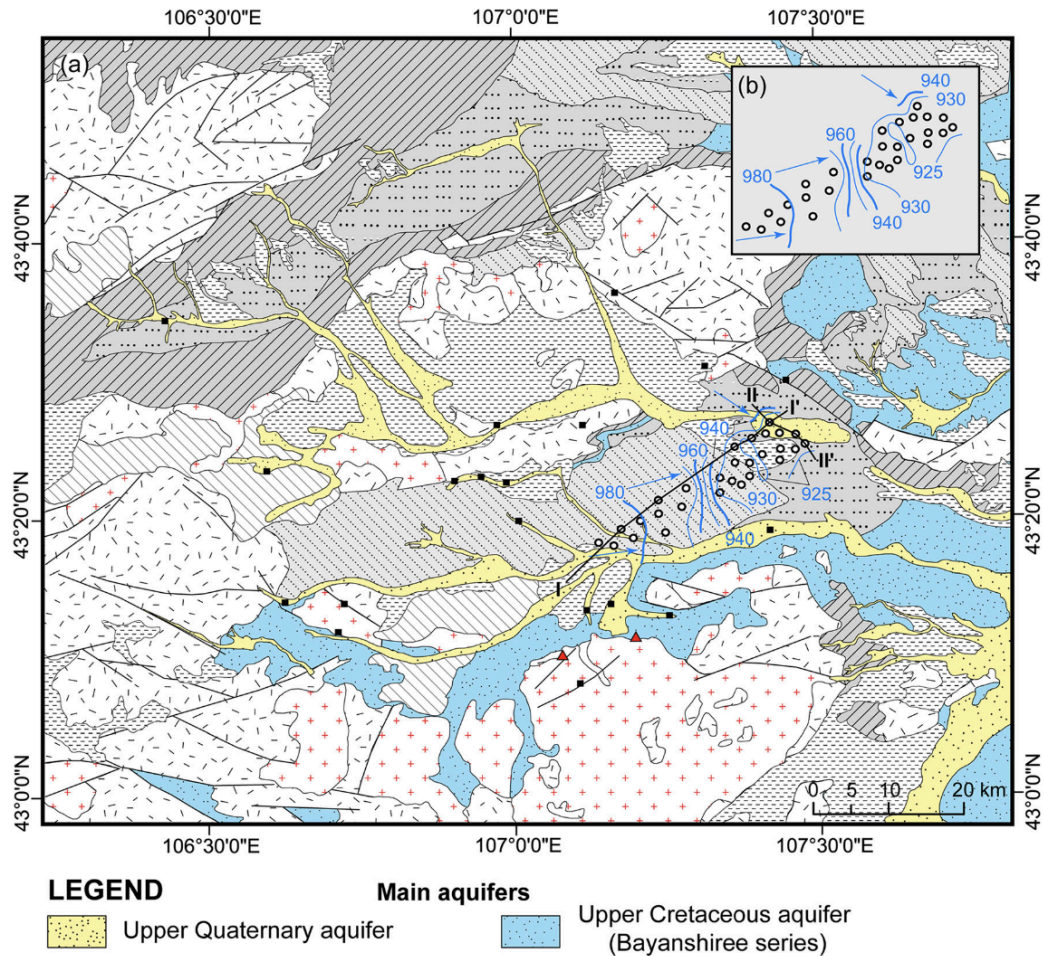 106°30'0"E 107°0'0"E 107°30'0"E
(a)
(b)
940
930
960
980
925
930
940
43°40'0"N 43°40'0"N
II
I'
940
II'
960
980
930
925
940
43°20'0"N 43°20'0"N
I
43°0'0"N 43°0'0"N
0 5 10 20 km
106°30'0"E 107°0'0"E 107°30'0"E
LEGEND
Main aquifers
Upper Quaternary aquifer
Upper Cretaceous aquifer
(Bayanshiree series)